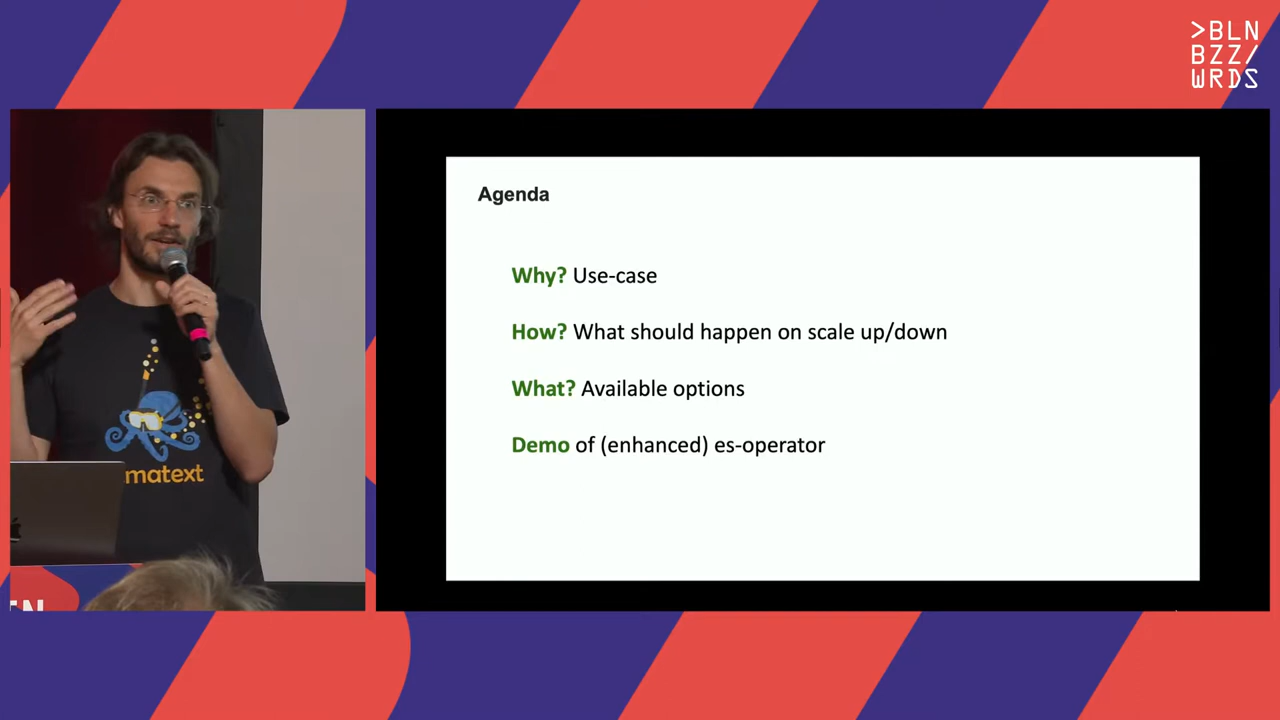 >BLN
BZZ/
WRDS
Agenda
Why? Use-case
How? What should happen on scale up/down
What? Available options
Demo of (enhanced) es-operator
matext